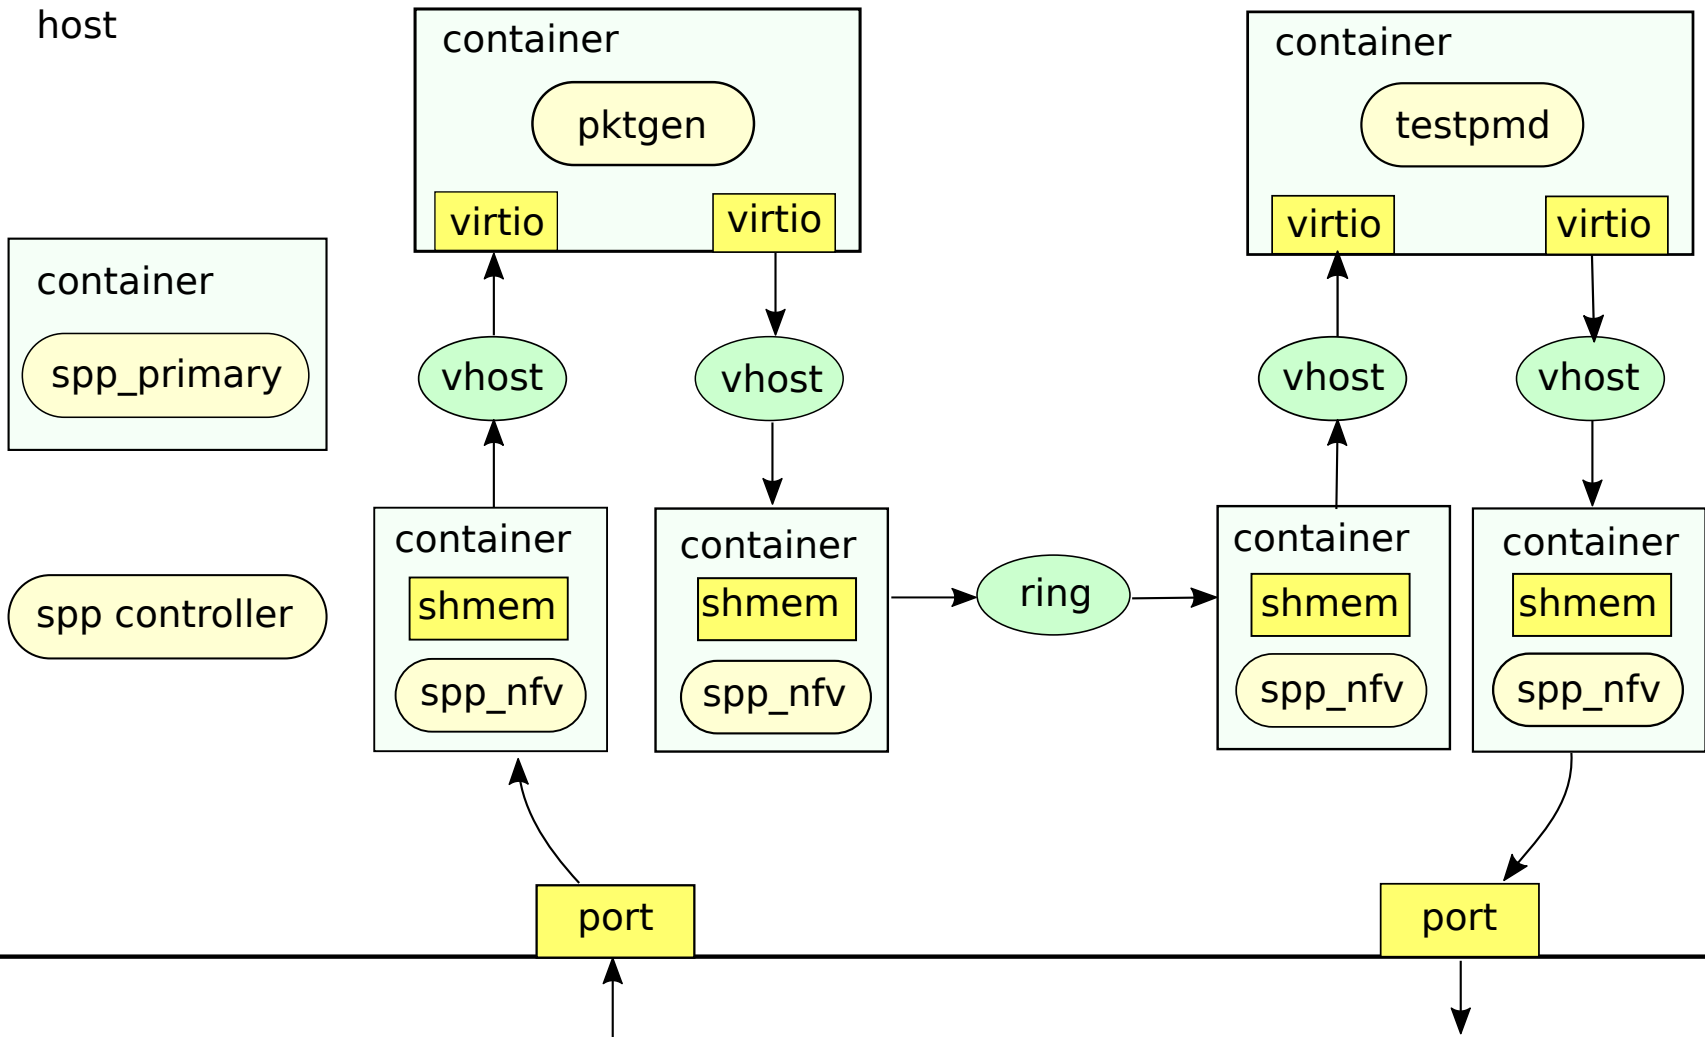 host
container
container
pktgen
testpmd
virtio
virtio
virtio
virtio
container
spp_primary
vhost
vhost
vhost
vhost
container
container
container
container
shmem
shmem
ring
shmem
shmem
spp controller
spp_nfv
spp_nfv
spp_nfv
spp_nfv
port
port